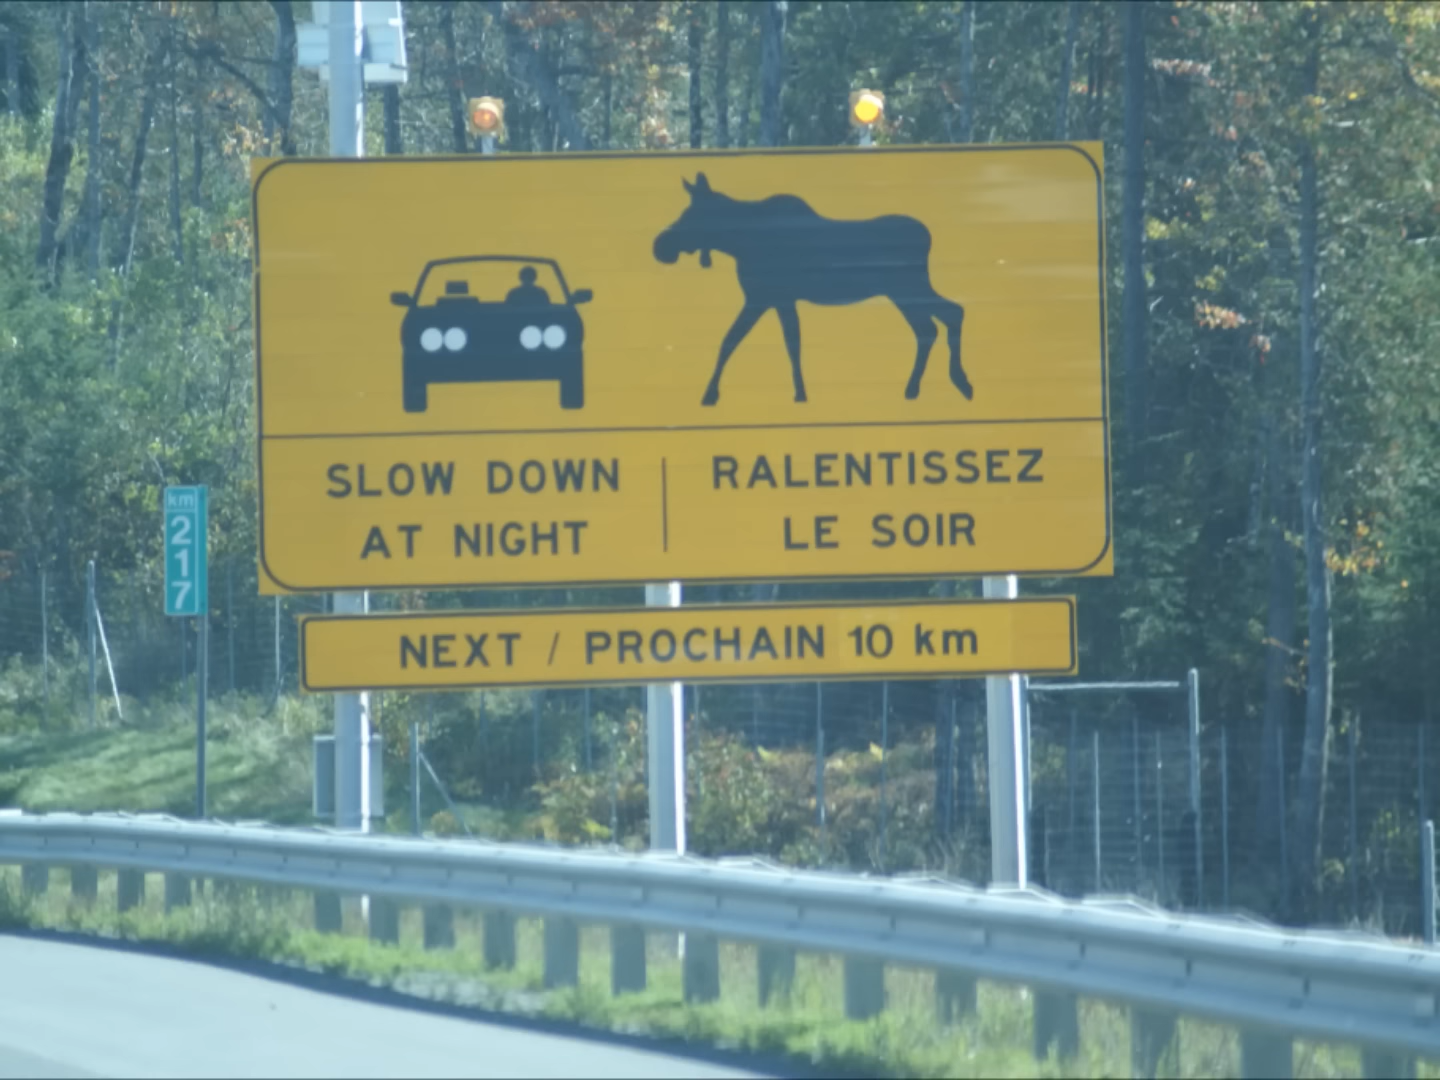 SLOW DOWN
AT NIGHT
RALENTISSEZ
LE SOIR
NEXT / PROCHAIN 10 km
km
217